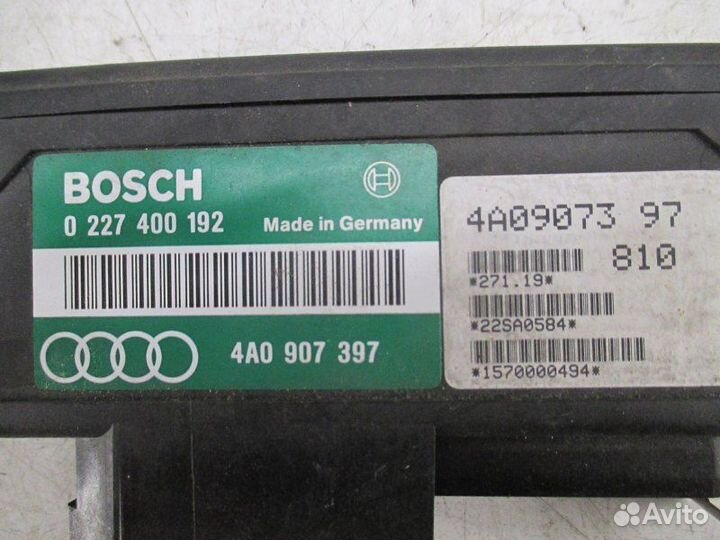 BOSCH
0 227 400 192
Made in Germany
4A0 907 397
4A09073 97
810
*271.19*
*22SA0584*
*1570000494*
Avito